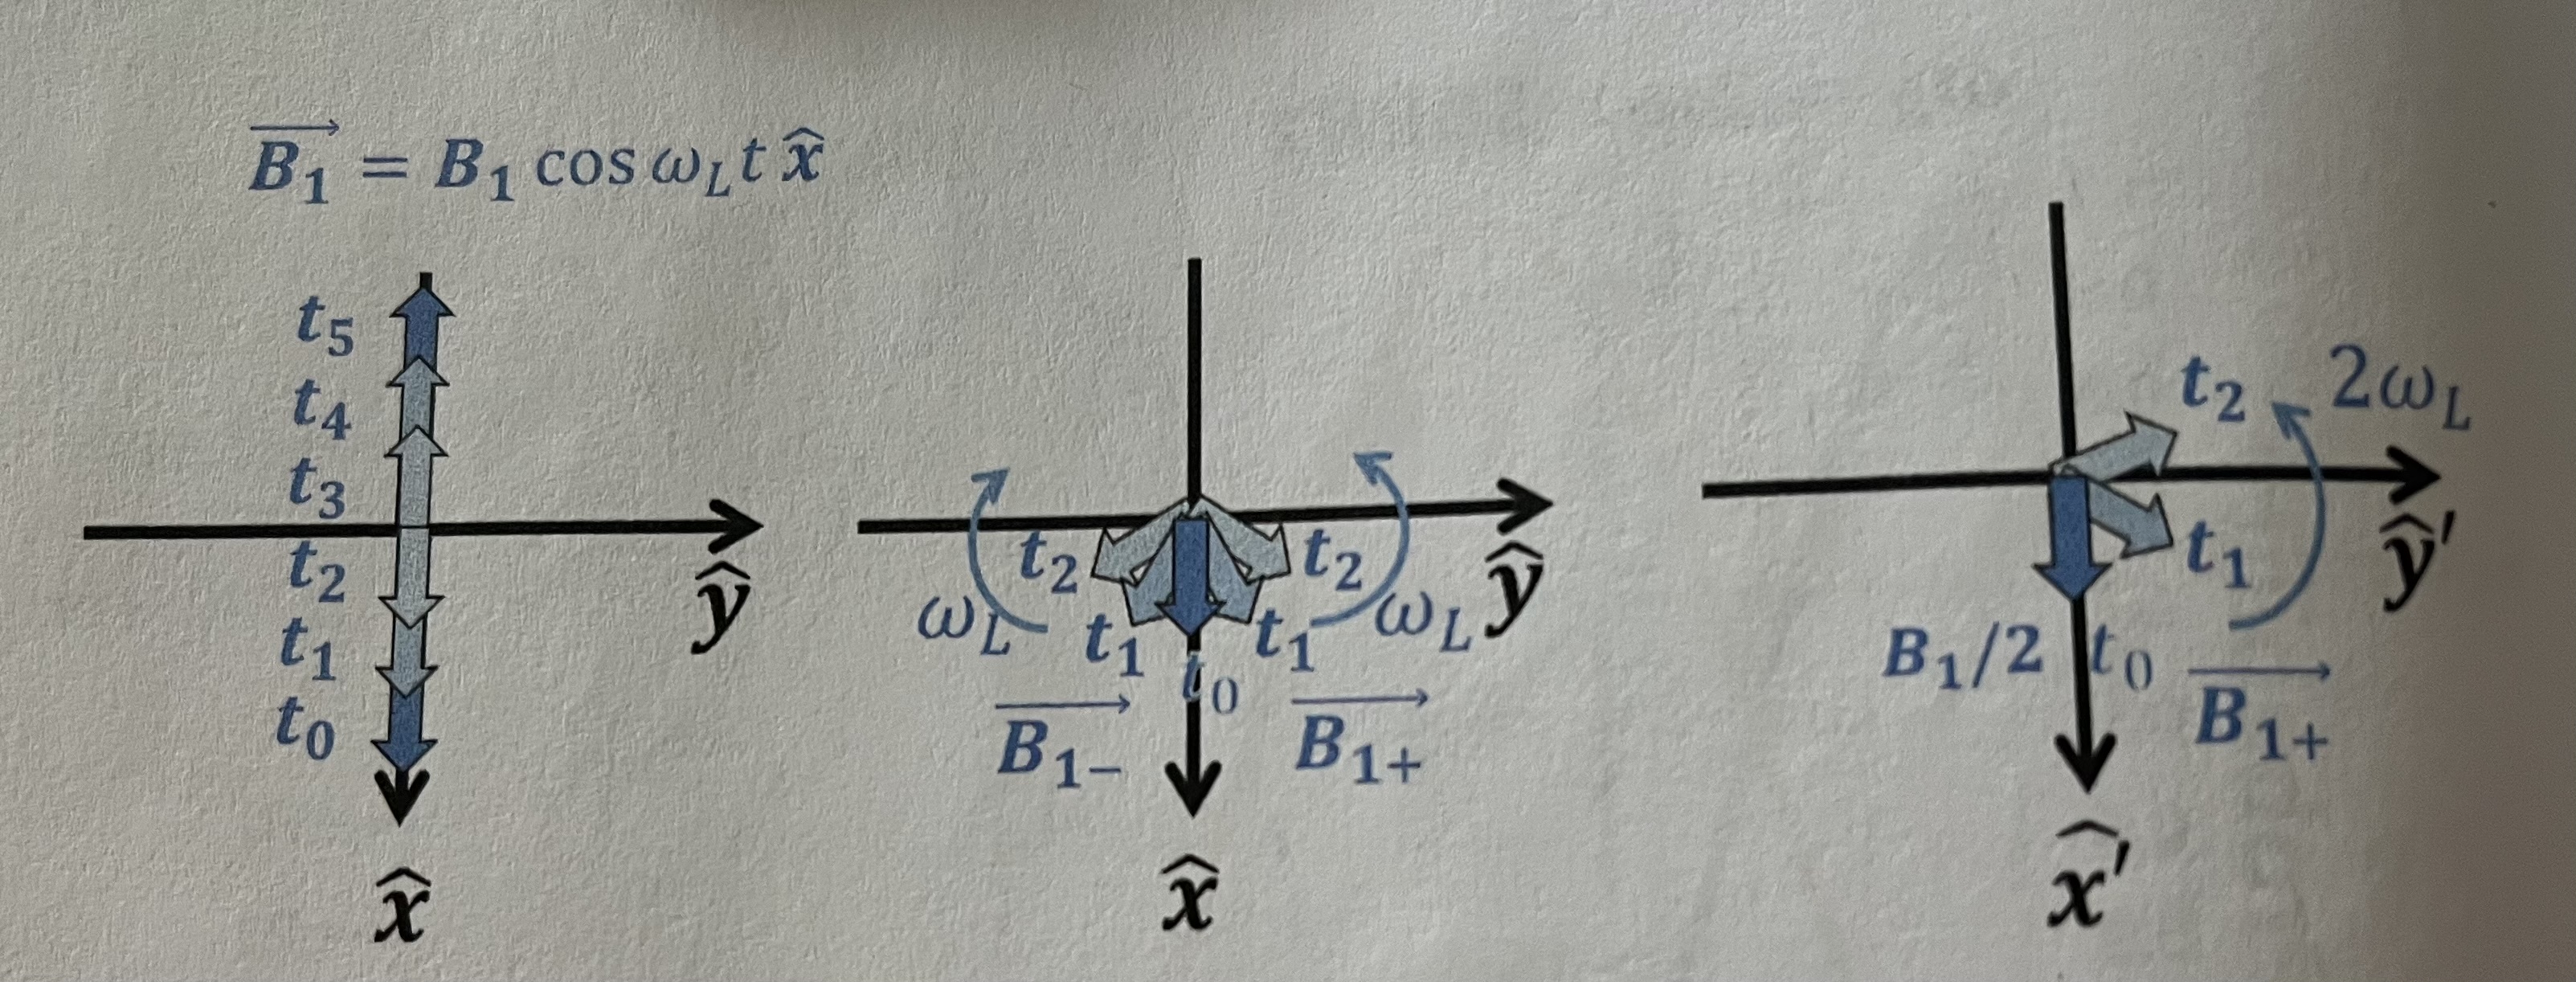 B₁ = B₁ cos ω_L t x̂
t₅
t₄
t₃
t₂
t₁
t₀
ŷ
x̂
ω_L
t₂
t₁
t₀
t₁
t₂
ω_L
ŷ
B₁₋
B₁₊
x̂
t₂
2ω_L
t₁
ŷ′
B₁/2
t₀
B₁₊
x̂′